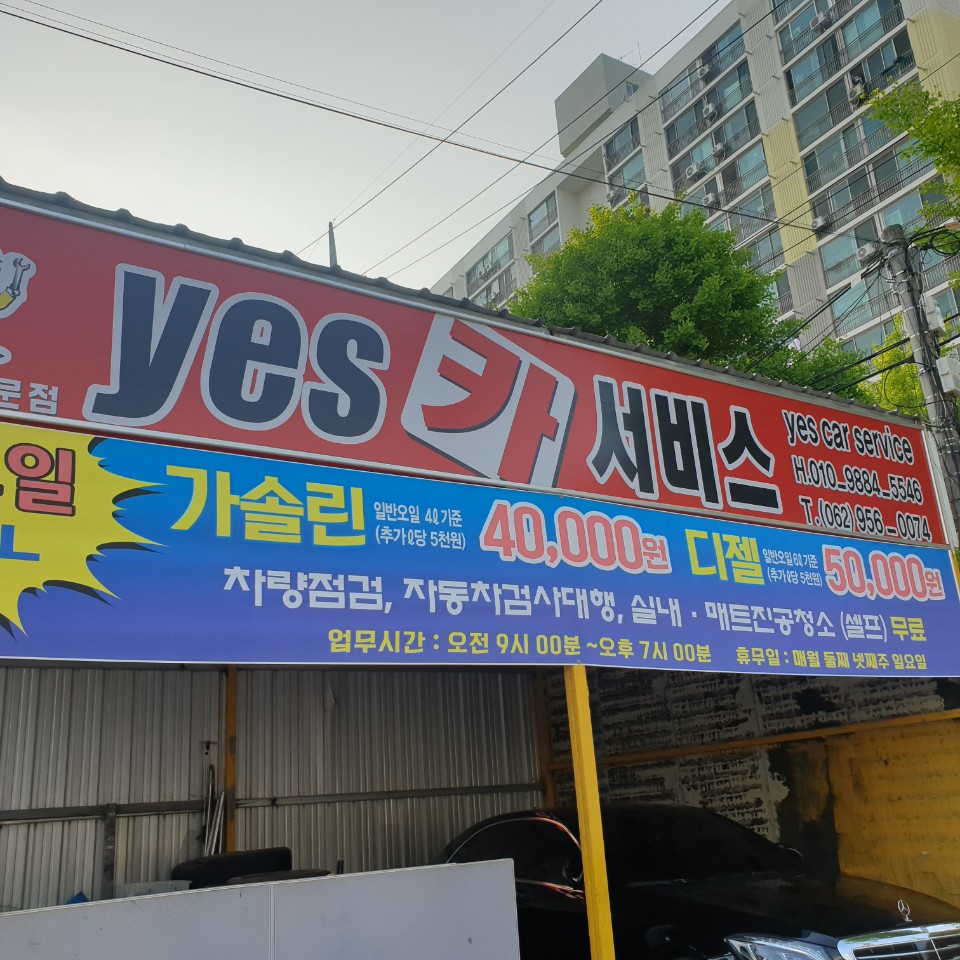 yes카서비스
yes car service
H.010_9884_5546
T.(062)956_0074
문점
일
가솔린 일반오일 4ℓ 기준 (추가ℓ당 5천원) 40,000원
디젤 일반오일 6ℓ 기준 (추가ℓ당 5천원) 50,000원
차량점검, 자동차검사대행, 실내·매트진공청소 (셀프) 무료
업무시간 : 오전 9시 00분 ~오후 7시 00분 휴무일 : 매월 둘째 넷째주 일요일